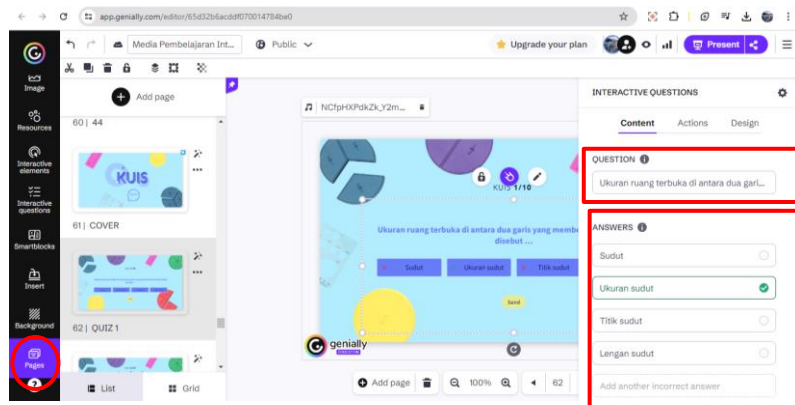 app.genially.com/editor/65d32b6acddf070014784be0
Media Pembelajaran Int...
Public
Upgrade your plan
Present
Image
Resources
Interactive elements
Interactive questions
Smartblocks
Insert
Background
Pages
?
Add page
60 | 44
KUIS
61 | COVER
62 | QUIZ 1
List
Grid
NCfpHXPdkZk_Y2m...
KUIS 1/10
Ukuran ruang terbuka di antara dua garis yang membe
disebut ...
Sudut
Ukuran sudut
Titik sudut
Send
genially
Add page
100%
62
INTERACTIVE QUESTIONS
Content
Actions
Design
QUESTION
Ukuran ruang terbuka di antara dua gari...
ANSWERS
Sudut
Ukuran sudut
Titik sudut
Lengan sudut
Add another incorrect answer